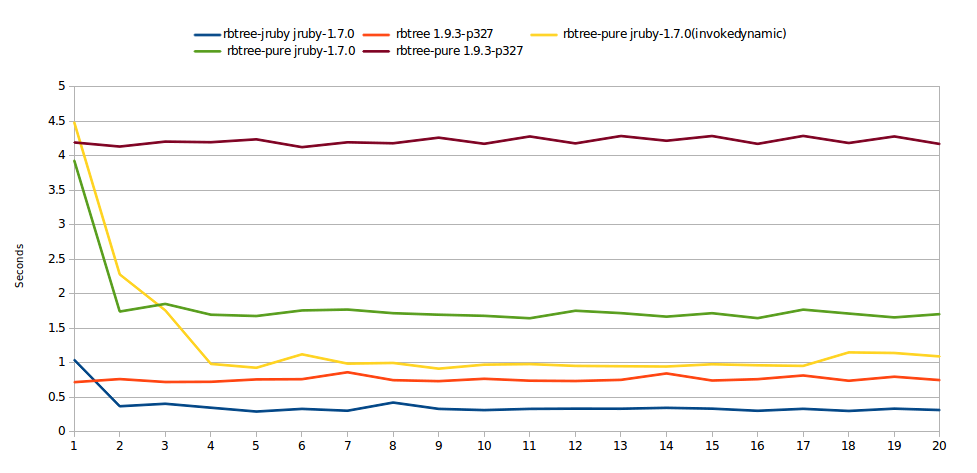 rbtree-jruby jruby-1.7.0 rbtree 1.9.3-p327 rbtree-pure jruby-1.7.0(invokedynamic)
rbtree-pure jruby-1.7.0 rbtree-pure 1.9.3-p327
5
4.5
4
3.5
3
2.5
2
1.5
1
0.5
0
Seconds
1 2 3 4 5 6 7 8 9 10 11 12 13 14 15 16 17 18 19 20